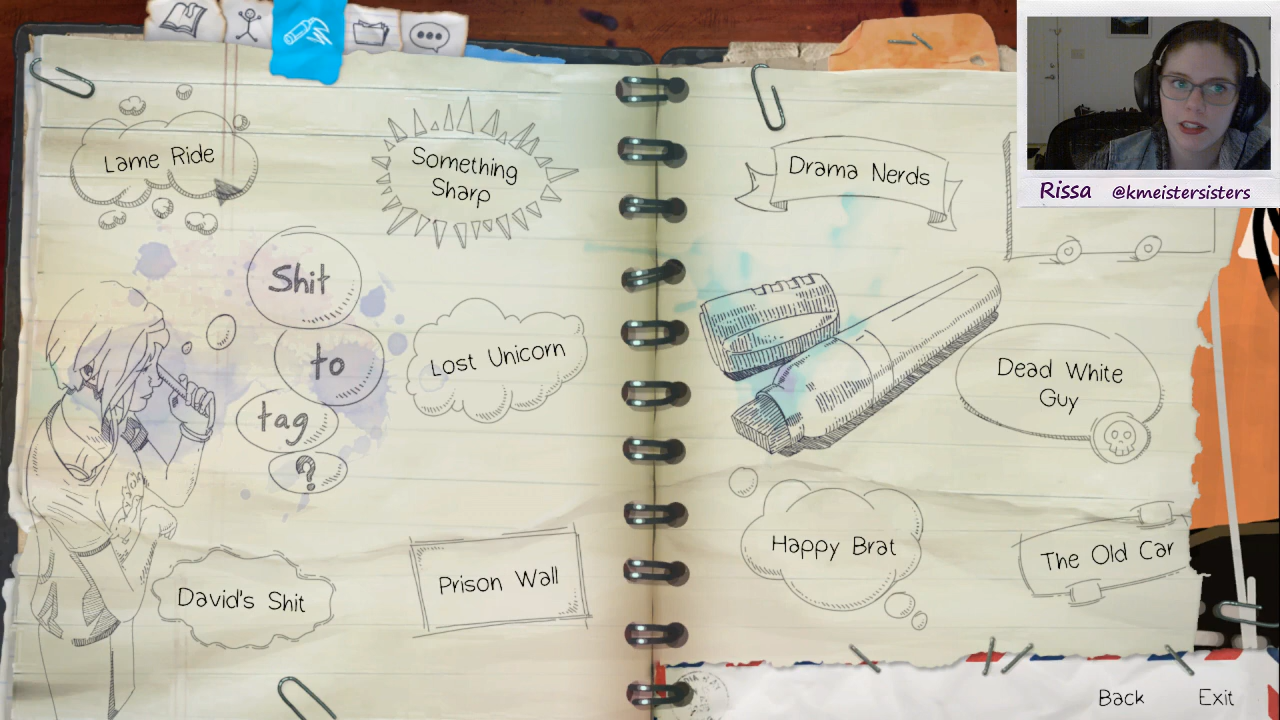 Lame Ride
Something
Sharp
Shit
to
tag
?
Lost Unicorn
David's Shit
Prison Wall
Drama Nerds
Dead White
Guy
Happy Brat
The Old Car
Back
Exit
Rissa @kmeistersisters